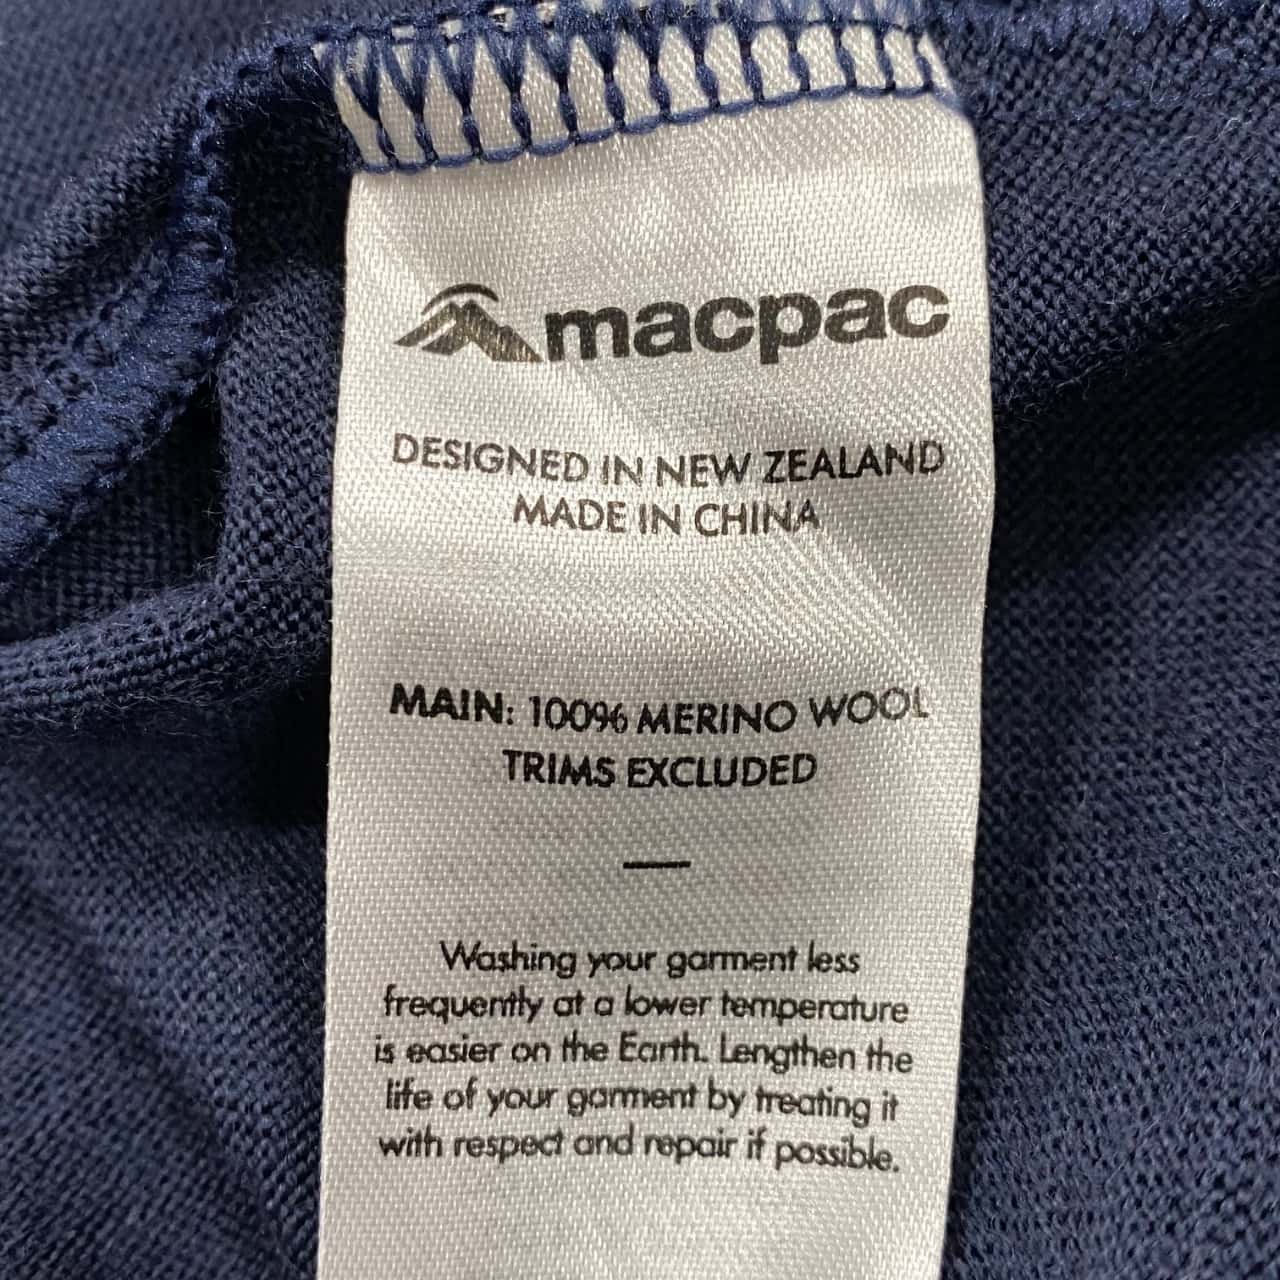 macpac
DESIGNED IN NEW ZEALAND
MADE IN CHINA
MAIN: 100% MERINO WOOL
TRIMS EXCLUDED
Washing your garment less
frequently at a lower temperature
is easier on the Earth. Lengthen the
life of your garment by treating it
with respect and repair if possible.